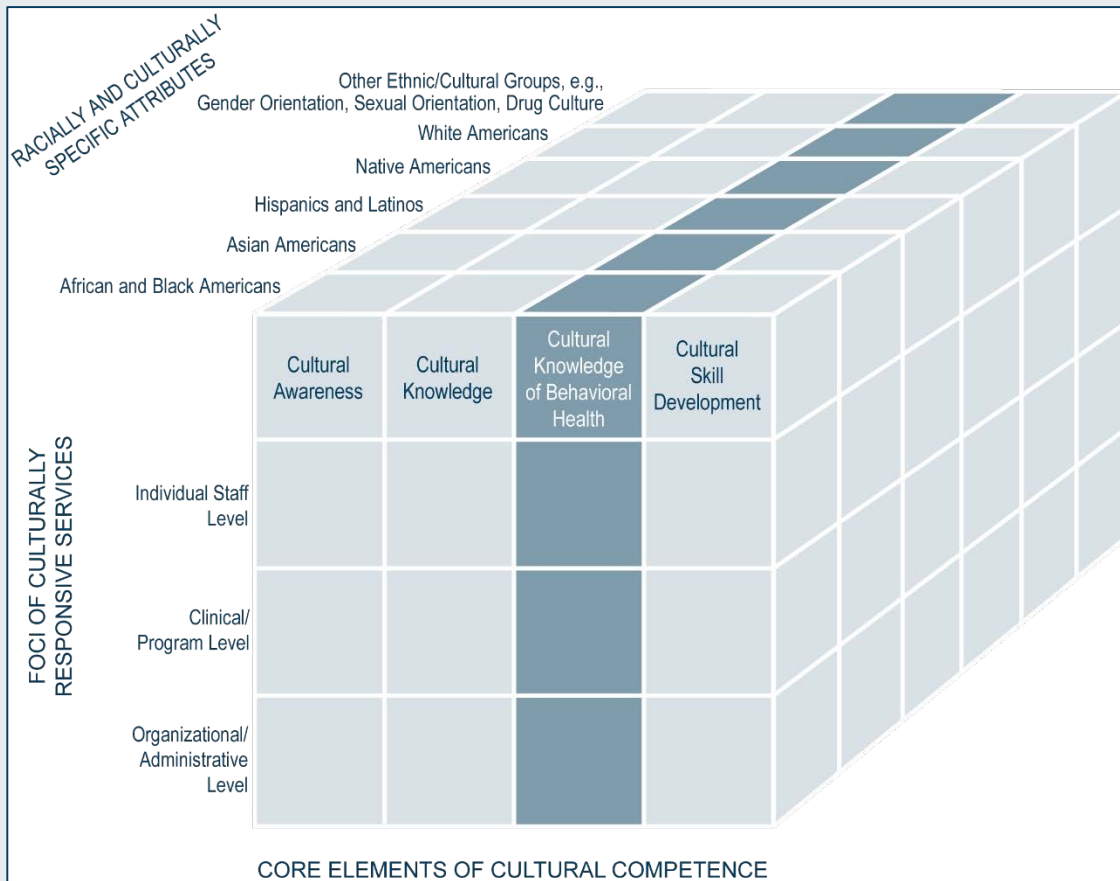 RACIALLY AND CULTURALLY
SPECIFIC ATTRIBUTES
Other Ethnic/Cultural Groups, e.g.,
Gender Orientation, Sexual Orientation, Drug Culture
White Americans
Native Americans
Hispanics and Latinos
Asian Americans
African and Black Americans
Cultural
Awareness
Cultural
Knowledge
Cultural
Knowledge
of Behavioral
Health
Cultural
Skill
Development
FOCI OF CULTURALLY
RESPONSIVE SERVICES
Individual Staff
Level
Clinical/
Program Level
Organizational/
Administrative
Level
CORE ELEMENTS OF CULTURAL COMPETENCE